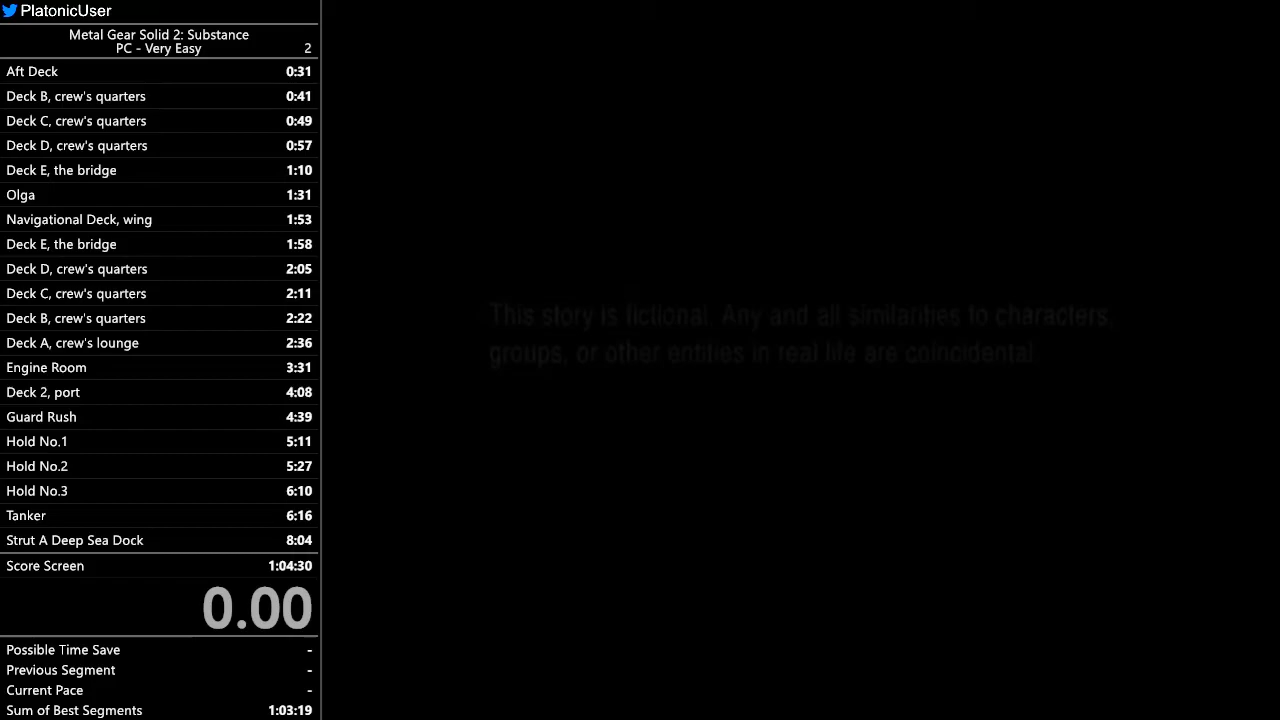 PlatonicUser
Metal Gear Solid 2: Substance
PC - Very Easy 2
Aft Deck 0:31
Deck B, crew's quarters 0:41
Deck C, crew's quarters 0:49
Deck D, crew's quarters 0:57
Deck E, the bridge 1:10
Olga 1:31
Navigational Deck, wing 1:53
Deck E, the bridge 1:58
Deck D, crew's quarters 2:05
Deck C, crew's quarters 2:11
Deck B, crew's quarters 2:22
Deck A, crew's lounge 2:36
Engine Room 3:31
Deck 2, port 4:08
Guard Rush 4:39
Hold No.1 5:11
Hold No.2 5:27
Hold No.3 6:10
Tanker 6:16
Strut A Deep Sea Dock 8:04
Score Screen 1:04:30
0.00
Possible Time Save -
Previous Segment -
Current Pace -
Sum of Best Segments 1:03:19
This story is fictional. Any and all similarities to characters,
groups, or other entities in real life are coincidental.